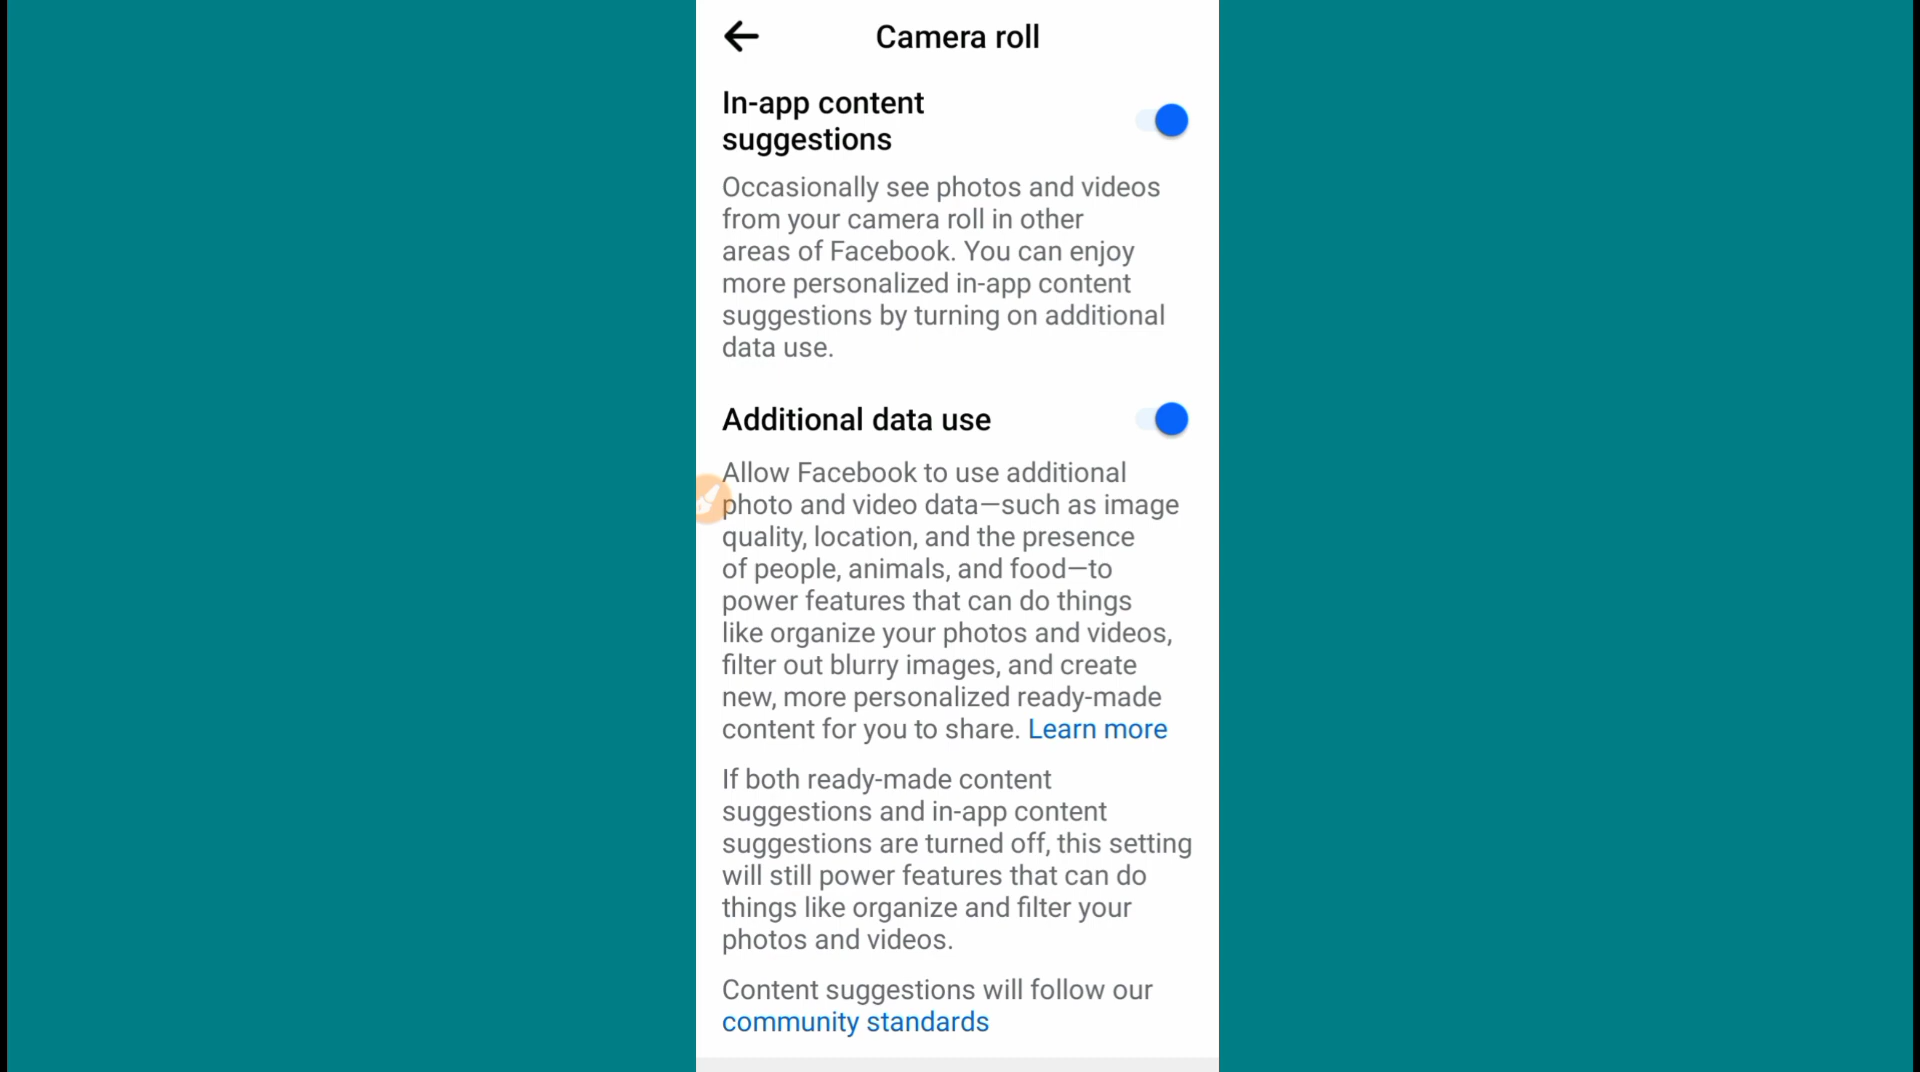 Camera roll
In-app content
suggestions
Occasionally see photos and videos
from your camera roll in other
areas of Facebook. You can enjoy
more personalized in-app content
suggestions by turning on additional
data use.
Additional data use
Allow Facebook to use additional
photo and video data—such as image
quality, location, and the presence
of people, animals, and food—to
power features that can do things
like organize your photos and videos,
filter out blurry images, and create
new, more personalized ready-made
content for you to share. Learn more
If both ready-made content
suggestions and in-app content
suggestions are turned off, this setting
will still power features that can do
things like organize and filter your
photos and videos.
Content suggestions will follow our
community standards